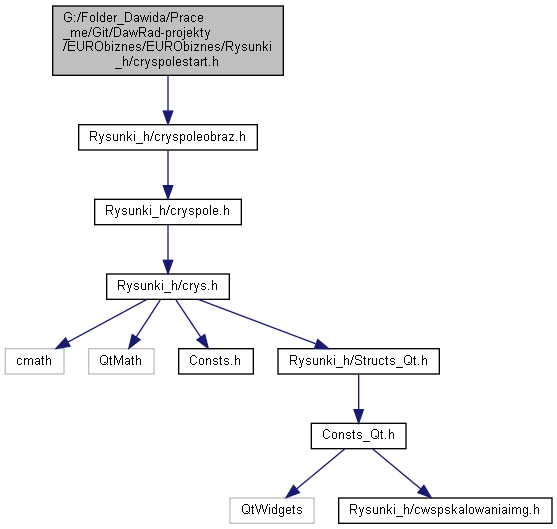 G:/Folder_Dawida/Prace
_me/Git/DawRad-projekty
/EURObiznes/EURObiznes/Rysunki
_h/cryspolestart.h
Rysunki_h/cryspoleobraz.h
Rysunki_h/cryspole.h
Rysunki_h/crys.h
cmath
QtMath
Consts.h
Rysunki_h/Structs_Qt.h
Consts_Qt.h
QtWidgets
Rysunki_h/cwspskalowaniaimg.h